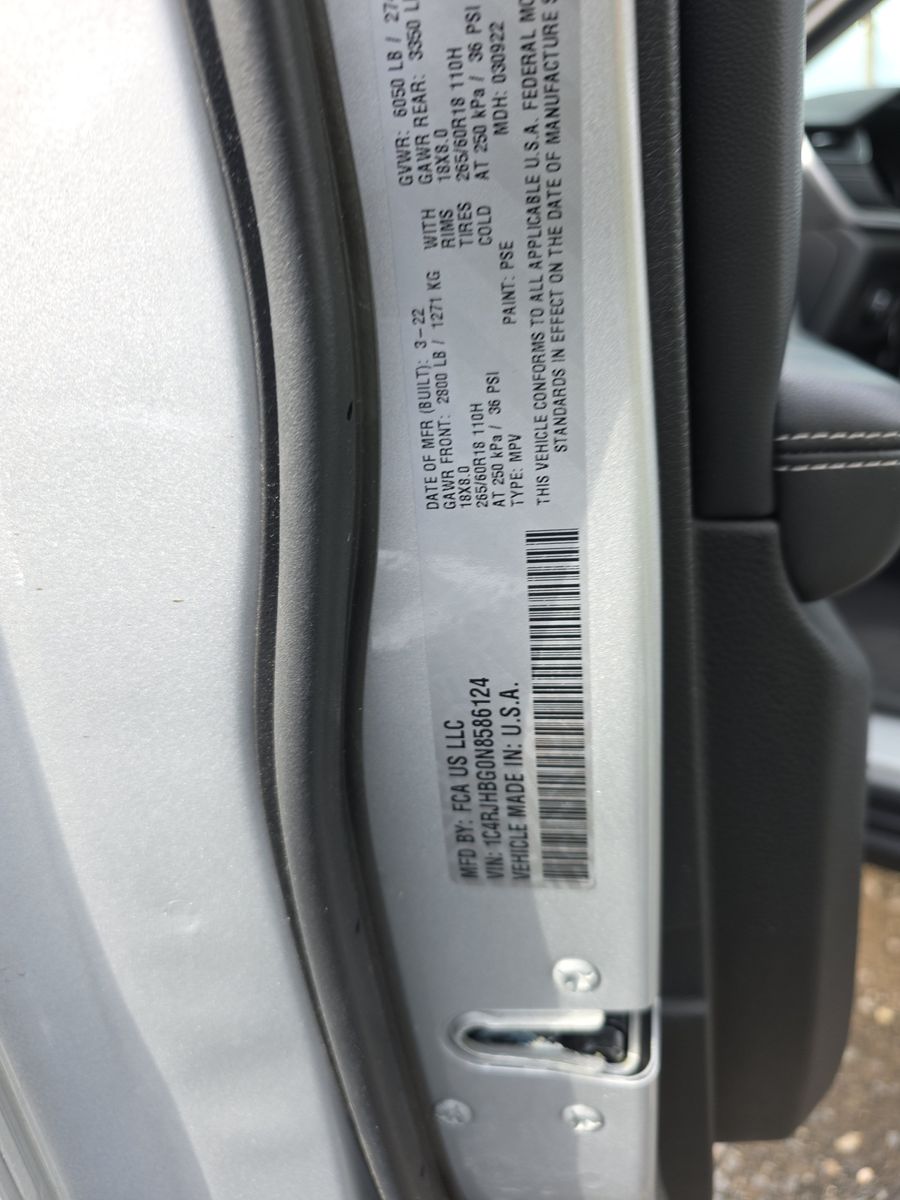 MFD BY: FCA US LLC
VIN: 1C4RJHBG0N8586124
VEHICLE MADE IN: U.S.A.
DATE OF MFR (BUILT): 3-22
GAWR FRONT: 2800 LB / 1271 KG
18X8.0
265/60R18 110H
AT 250 kPa / 36 PSI
TYPE: MPV
WITH
RIMS
TIRES
COLD
PAINT: PSE
GVWR: 6050 LB /
GAWR REAR: 3350
18X8.0
265/60R18 110H
AT 250 kPa / 36 PSI
MDH: 030922
THIS VEHICLE CONFORMS TO ALL APPLICABLE U.S.A. FEDERAL
STANDARDS IN EFFECT ON THE DATE OF MANUFACTURE